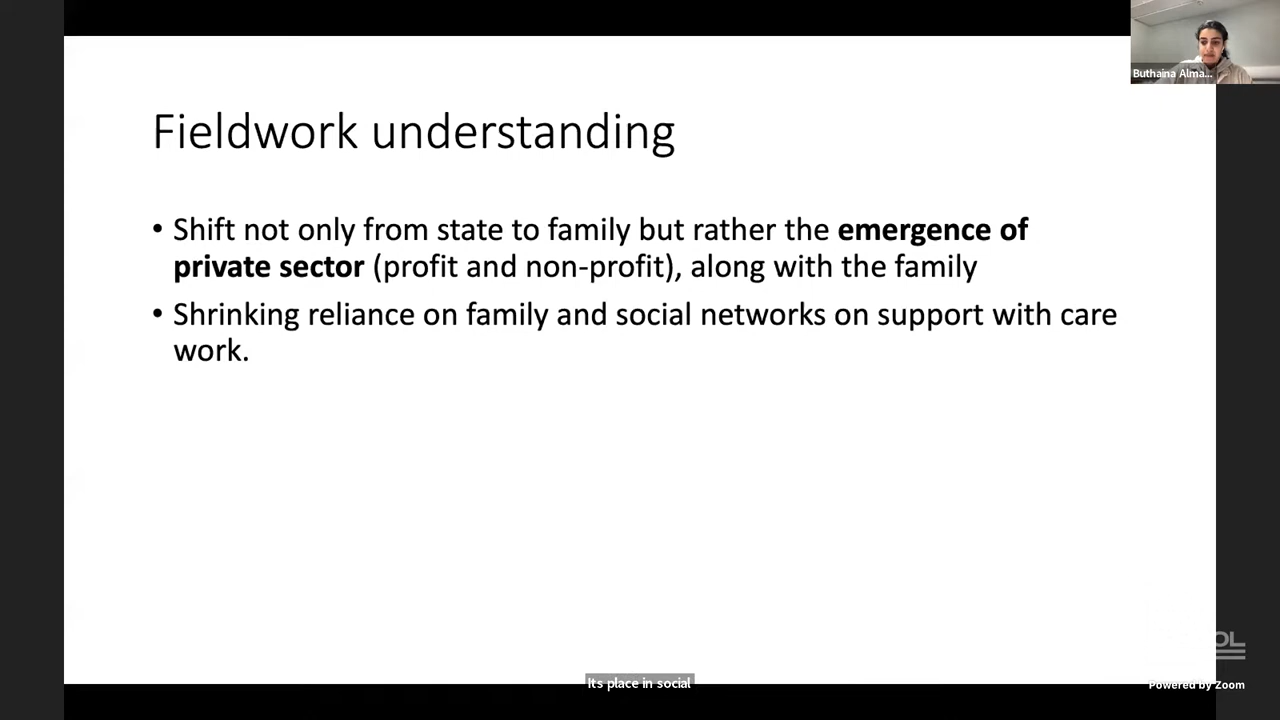 Buthaina Alma...
Fieldwork understanding
• Shift not only from state to family but rather the emergence of
private sector (profit and non-profit), along with the family
• Shrinking reliance on family and social networks on support with care
work.
OL
Its place in social
Powered by Zoom